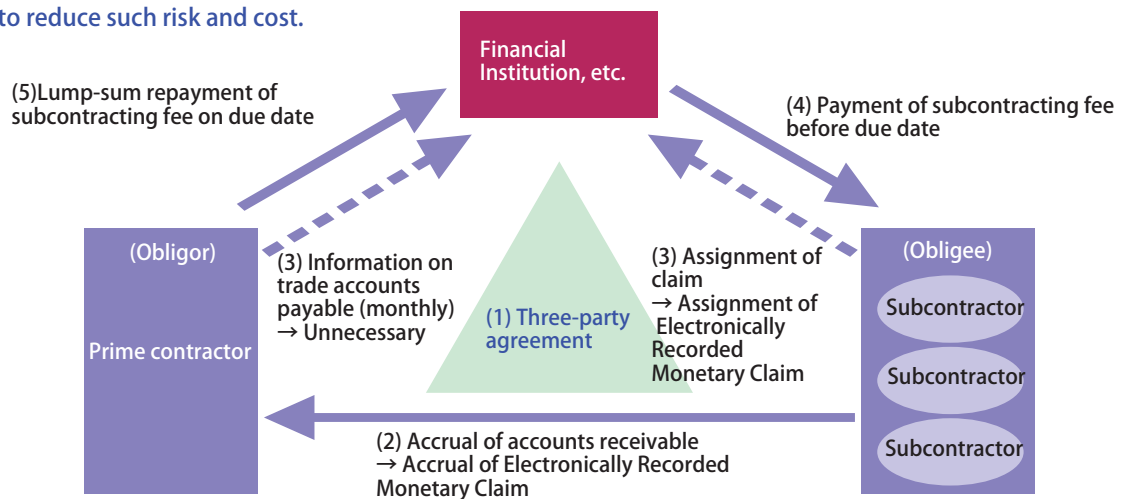 to reduce such risk and cost.
Financial
Institution, etc.
(5)Lump-sum repayment of
subcontracting fee on due date
(4) Payment of subcontracting fee
before due date
(Obligor)
Prime contractor
(3) Information on
trade accounts
payable (monthly)
→ Unnecessary
(1) Three-party
agreement
(3) Assignment of
claim
→ Assignment of
Electronically
Recorded
Monetary Claim
(Obligee)
Subcontractor
Subcontractor
Subcontractor
(2) Accrual of accounts receivable
→ Accrual of Electronically Recorded
Monetary Claim